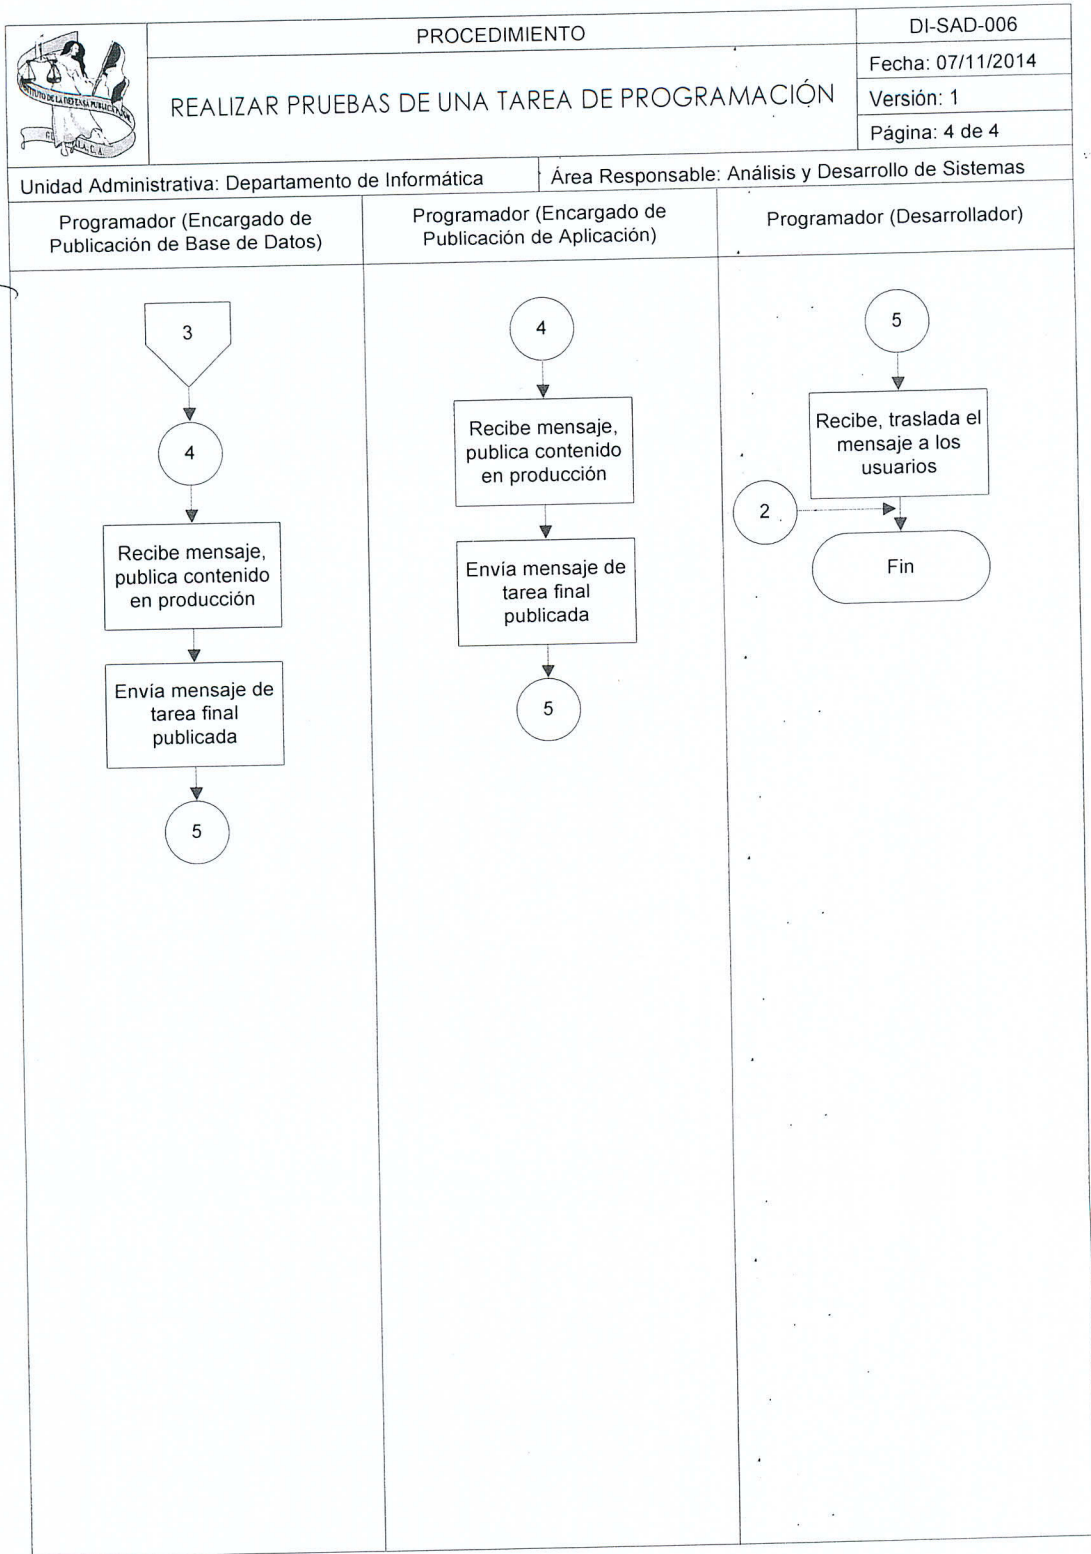 PROCEDIMIENTO
REALIZAR PRUEBAS DE UNA TAREA DE PROGRAMACIÓN
DI-SAD-006
Fecha: 07/11/2014
Versión: 1
Página: 4 de 4
Unidad Administrativa: Departamento de Informática
Área Responsable: Análisis y Desarrollo de Sistemas
Programador (Encargado de
Publicación de Base de Datos)
Programador (Encargado de
Publicación de Aplicación)
Programador (Desarrollador)
3
4
Recibe mensaje,
publica contenido
en producción
Envía mensaje de
tarea final
publicada
5
4
Recibe mensaje,
publica contenido
en producción
Envía mensaje de
tarea final
publicada
5
5
Recibe, traslada el
mensaje a los
usuarios
2
Fin